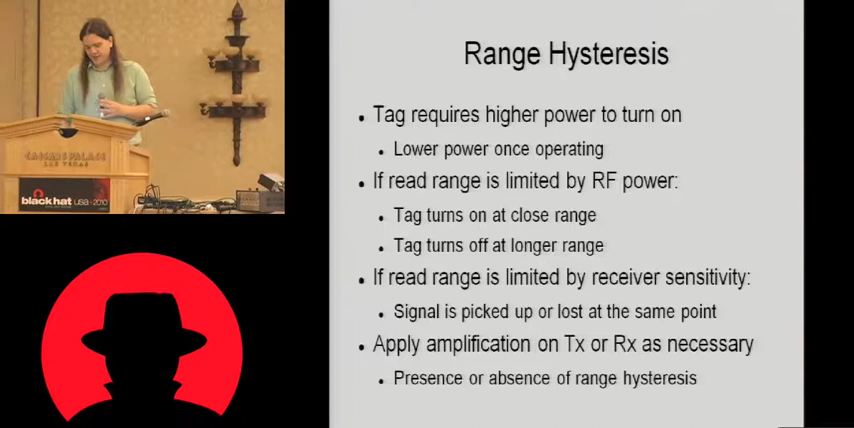 CAESARS PALACE
LAS VEGAS
black hat usa + 2010
Range Hysteresis
Tag requires higher power to turn on
Lower power once operating
If read range is limited by RF power:
Tag turns on at close range
Tag turns off at longer range
If read range is limited by receiver sensitivity:
Signal is picked up or lost at the same point
Apply amplification on Tx or Rx as necessary
Presence or absence of range hysteresis